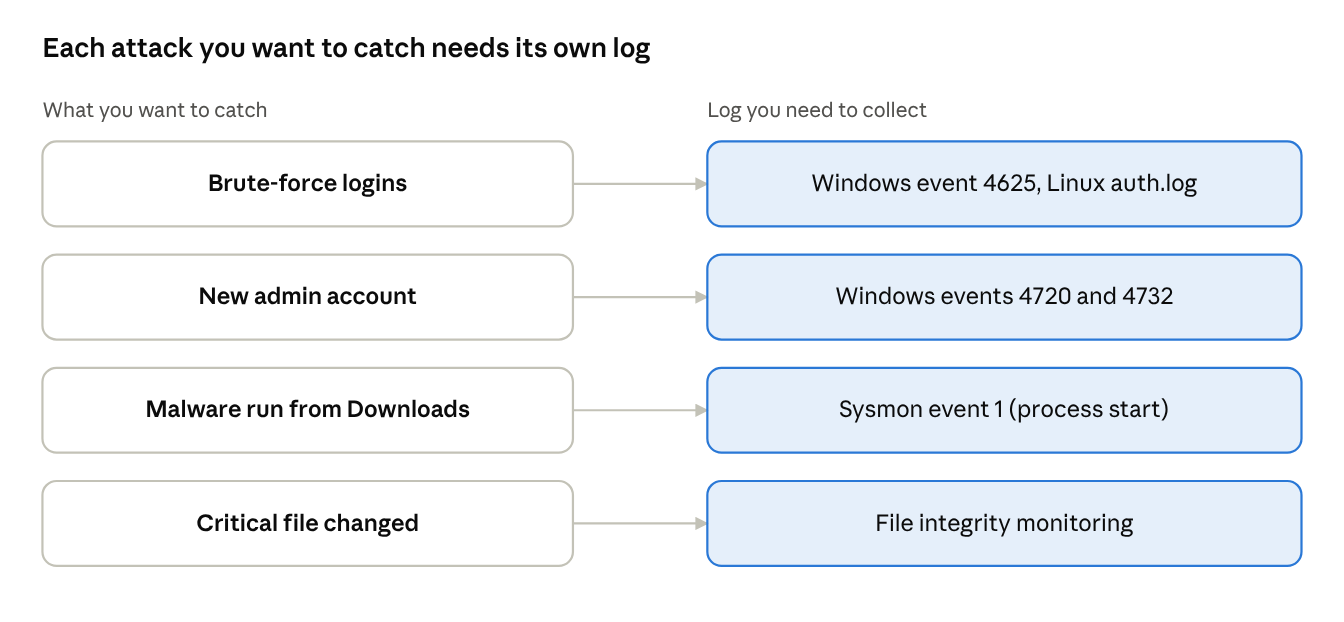 Each attack you want to catch needs its own log
What you want to catch
Log you need to collect
Brute-force logins
Windows event 4625, Linux auth.log
New admin account
Windows events 4720 and 4732
Malware run from Downloads
Sysmon event 1 (process start)
Critical file changed
File integrity monitoring